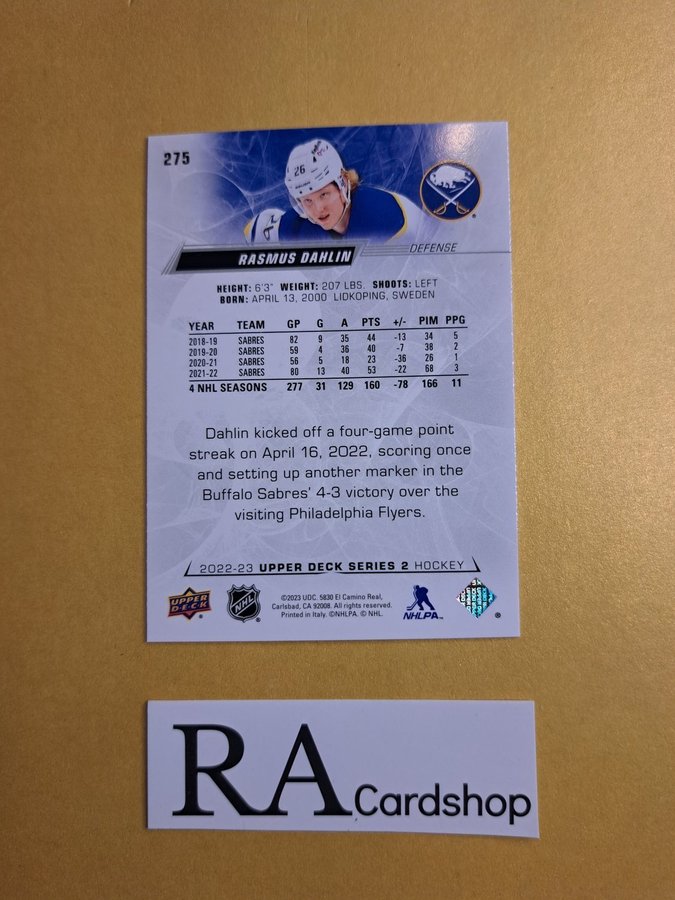 275
26
RASMUS DAHLIN
DEFENSE
HEIGHT: 6'3" WEIGHT: 207 LBS. SHOOTS: LEFT
BORN: APRIL 13, 2000 LIDKOPING, SWEDEN
YEAR TEAM GP G A PTS +/- PIM PPG
2018-19 SABRES 82 9 35 44 -13 34 5
2019-20 SABRES 59 4 36 40 -7 38 2
2020-21 SABRES 56 5 18 23 -36 26 1
2021-22 SABRES 80 13 40 53 -22 68 3
4 NHL SEASONS 277 31 129 160 -78 166 11
Dahlin kicked off a four-game point
streak on April 16, 2022, scoring once
and setting up another marker in the
Buffalo Sabres' 4-3 victory over the
visiting Philadelphia Flyers.
2022-23 UPPER DECK SERIES 2 HOCKEY
UPPER DECK ®
NHL
©2023 UDC. 5830 El Camino Real,
Carlsbad, CA 92008. All rights reserved.
Printed in Italy. ©NHLPA. © NHL.
NHLPA™
®
RA Cardshop